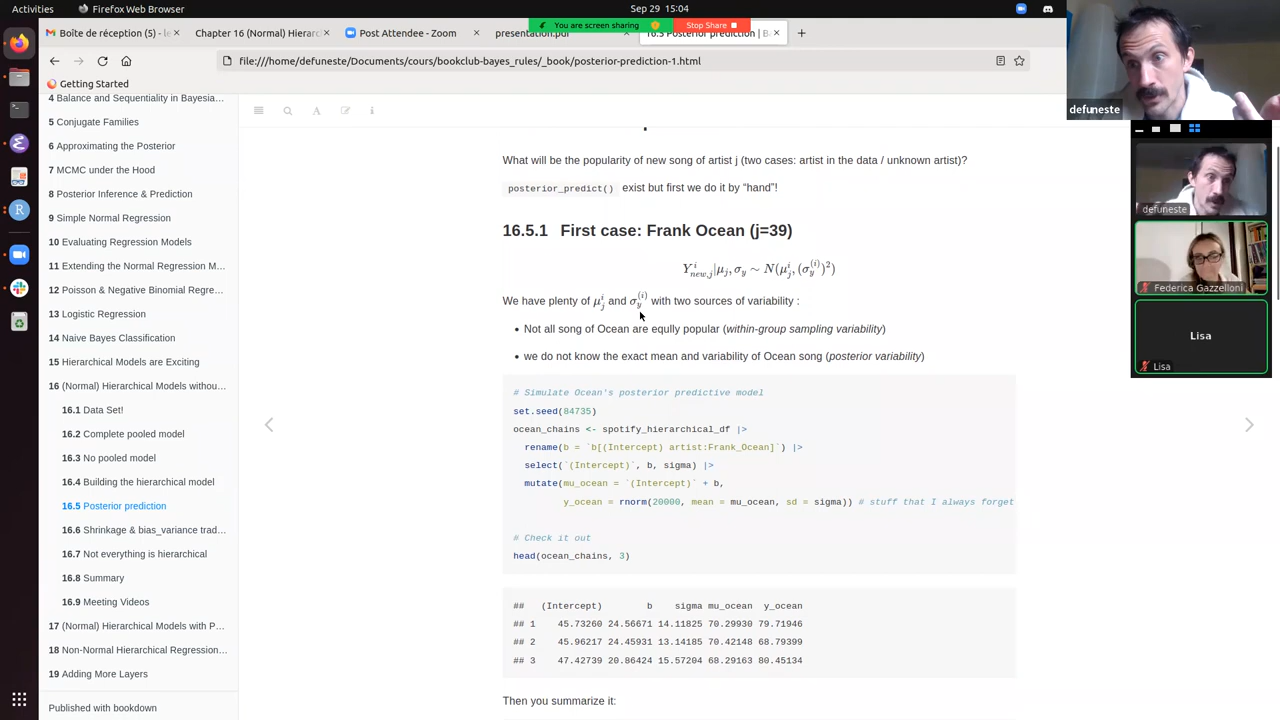 Activities
Firefox Web Browser
Sep 29 15:04
You are screen sharing
Stop Share
Boîte de réception (5) - le
Chapter 16 (Normal) Hierarc
Post Attendee - Zoom
presentation.pdf
16.5 Posterior prediction | B
file:///home/defuneste/Documents/cours/bookclub-bayes_rules/_book/posterior-prediction-1.html
Getting Started
4 Balance and Sequentiality in Bayesia…
5 Conjugate Families
6 Approximating the Posterior
7 MCMC under the Hood
8 Posterior Inference & Prediction
9 Simple Normal Regression
10 Evaluating Regression Models
11 Extending the Normal Regression M…
12 Poisson & Negative Binomial Regre…
13 Logistic Regression
14 Naive Bayes Classification
15 Hierarchical Models are Exciting
16 (Normal) Hierarchical Models withou…
16.1 Data Set!
16.2 Complete pooled model
16.3 No pooled model
16.4 Building the hierarchical model
16.5 Posterior prediction
16.6 Shrinkage & bias_variance trad…
16.7 Not everything is hierarchical
16.8 Summary
16.9 Meeting Videos
17 (Normal) Hierarchical Models with P…
18 Non-Normal Hierarchical Regression…
19 Adding More Layers
Published with bookdown
What will be the popularity of new song of artist j (two cases: artist in the data / unknown artist)?
posterior_predict() exist but first we do it by “hand”!
16.5.1 First case: Frank Ocean (j=39)
Y^i_{new,j}|μ_j, σ_y ∼ N(μ^i_j, (σ^{(i)}_y)^2)
We have plenty of μ^i_j and σ^{(i)}_y with two sources of variability :
• Not all song of Ocean are eqully popular (within-group sampling variability)
• we do not know the exact mean and variability of Ocean song (posterior variability)
# Simulate Ocean's posterior predictive model
set.seed(84735)
ocean_chains <- spotify_hierarchical_df |>
rename(b = `b[(Intercept) artist:Frank_Ocean]`) |>
select(`(Intercept)`, b, sigma) |>
mutate(mu_ocean = `(Intercept)` + b,
y_ocean = rnorm(20000, mean = mu_ocean, sd = sigma)) # stuff that I always forget
# Check it out
head(ocean_chains, 3)
## (Intercept) b sigma mu_ocean y_ocean
## 1 45.73260 24.56671 14.11825 70.29930 79.71946
## 2 45.96217 24.45931 13.14185 70.42148 68.79399
## 3 47.42739 20.86424 15.57204 68.29163 80.45134
Then you summarize it:
defuneste
defuneste
Federica Gazzelloni
Lisa
Lisa